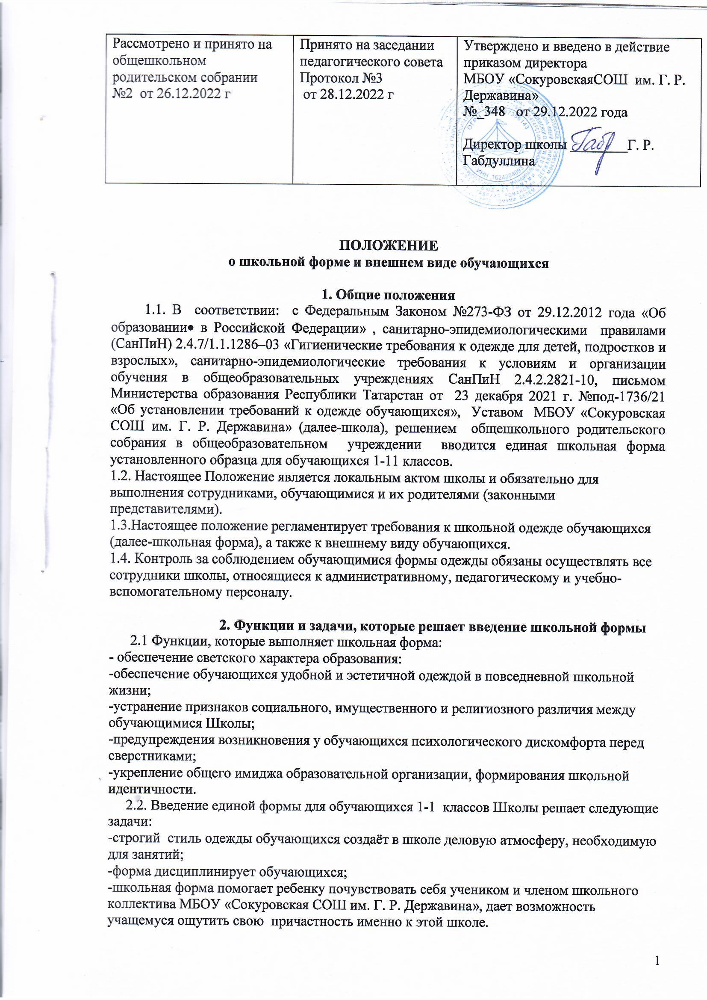 Рассмотрено и принято на
общешкольном
родительском собрании
№2  от 26.12.2022 г
Принято на заседании
педагогического совета
Протокол №3
от 28.12.2022 г
Утверждено и введено в действие
приказом директора
МБОУ «СокуровскаяСОШ  им. Г. Р.
Державина»
№_348   от 29.12.2022 года
Директор школы ________Г. Р.
Габдуллина
ИНН 1624004093
ПОЛОЖЕНИЕ
о школьной форме и внешнем виде обучающихся
1. Общие положения
1.1. В  соответствии:  с Федеральным Законом №273-ФЗ от 29.12.2012 года «Об
образовании• в Российской Федерации» , санитарно-эпидемиологическими  правилами
(СанПиН) 2.4.7/1.1.1286–03 «Гигиенические требования к одежде для детей, подростков и
взрослых», санитарно-эпидемиологические требования к условиям и организации
обучения в общеобразовательных учреждениях СанПиН 2.4.2.2821-10, письмом
Министерства образования Республики Татарстан от  23 декабря 2021 г. №под-1736/21
«Об установлении требований к одежде обучающихся»,  Уставом  МБОУ «Сокуровская
СОШ им. Г. Р. Державина» (далее-школа), решением  общешкольного родительского
собрания в общеобразовательном  учреждении  вводится единая школьная форма
установленного образца для обучающихся 1-11 классов.
1.2. Настоящее Положение является локальным актом школы и обязательно для
выполнения сотрудниками, обучающимися и их родителями (законными
представителями).
1.3.Настоящее положение регламентирует требования к школьной одежде обучающихся
(далее-школьная форма), а также к внешнему виду обучающихся.
1.4. Контроль за соблюдением обучающимися формы одежды обязаны осуществлять все
сотрудники школы, относящиеся к административному, педагогическому и учебно-
вспомогательному персоналу.
2. Функции и задачи, которые решает введение школьной формы
2.1 Функции, которые выполняет школьная форма:
- обеспечение светского характера образования:
-обеспечение обучающихся удобной и эстетичной одеждой в повседневной школьной
жизни;
-устранение признаков социального, имущественного и религиозного различия между
обучающимися Школы;
-предупреждения возникновения у обучающихся психологического дискомфорта перед
сверстниками;
-укрепление общего имиджа образовательной организации, формирования школьной
идентичности.
2.2. Введение единой формы для обучающихся 1-1  классов Школы решает следующие
задачи:
-строгий  стиль одежды обучающихся создаёт в школе деловую атмосферу, необходимую
для занятий;
-форма дисциплинирует обучающихся;
-школьная форма помогает ребенку почувствовать себя учеником и членом школьного
коллектива МБОУ «Сокуровская СОШ им. Г. Р. Державина», дает возможность
учащемуся ощутить свою  причастность именно к этой школе.
1